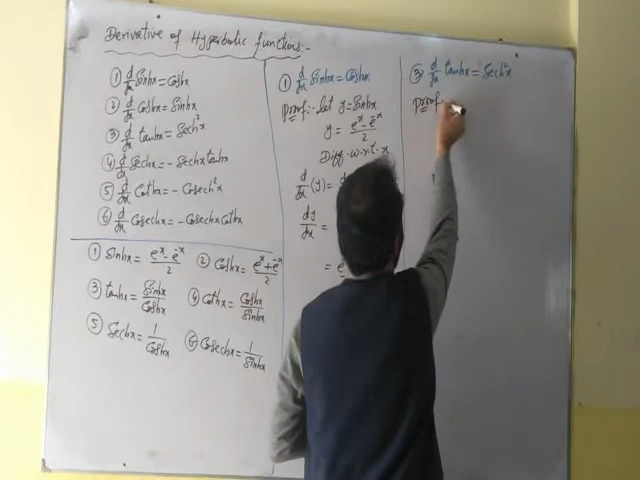 Derivative of Hyperbolic functions:-
① d/dx Sinhx = Coshx
② d/dx Coshx = Sinhx
③ d/dx tanhx = Sech²x
④ d/dx Sechx = - Sechx tanhx
⑤ d/dx Cothx = - Cosech²x
⑥ d/dx Cosechx = - Cosechx Cothx
① Sinhx = (eˣ - e⁻ˣ)/2 ② Coshx = (eˣ + e⁻ˣ)/2
③ tanhx = Sinhx/Coshx ④ Cothx = Coshx/Sinhx
⑤ Sechx = 1/Coshx ⑥ Cosechx = 1/Sinhx
① d/dx Sinhx = Coshx
Proof:- let y = Sinhx
y = (eˣ - e⁻ˣ)/2
Diff. w.r.t. x
d/dx (y) =
dy/dx =
= e
③ d/dx tanhx = Sech²x
Proof: